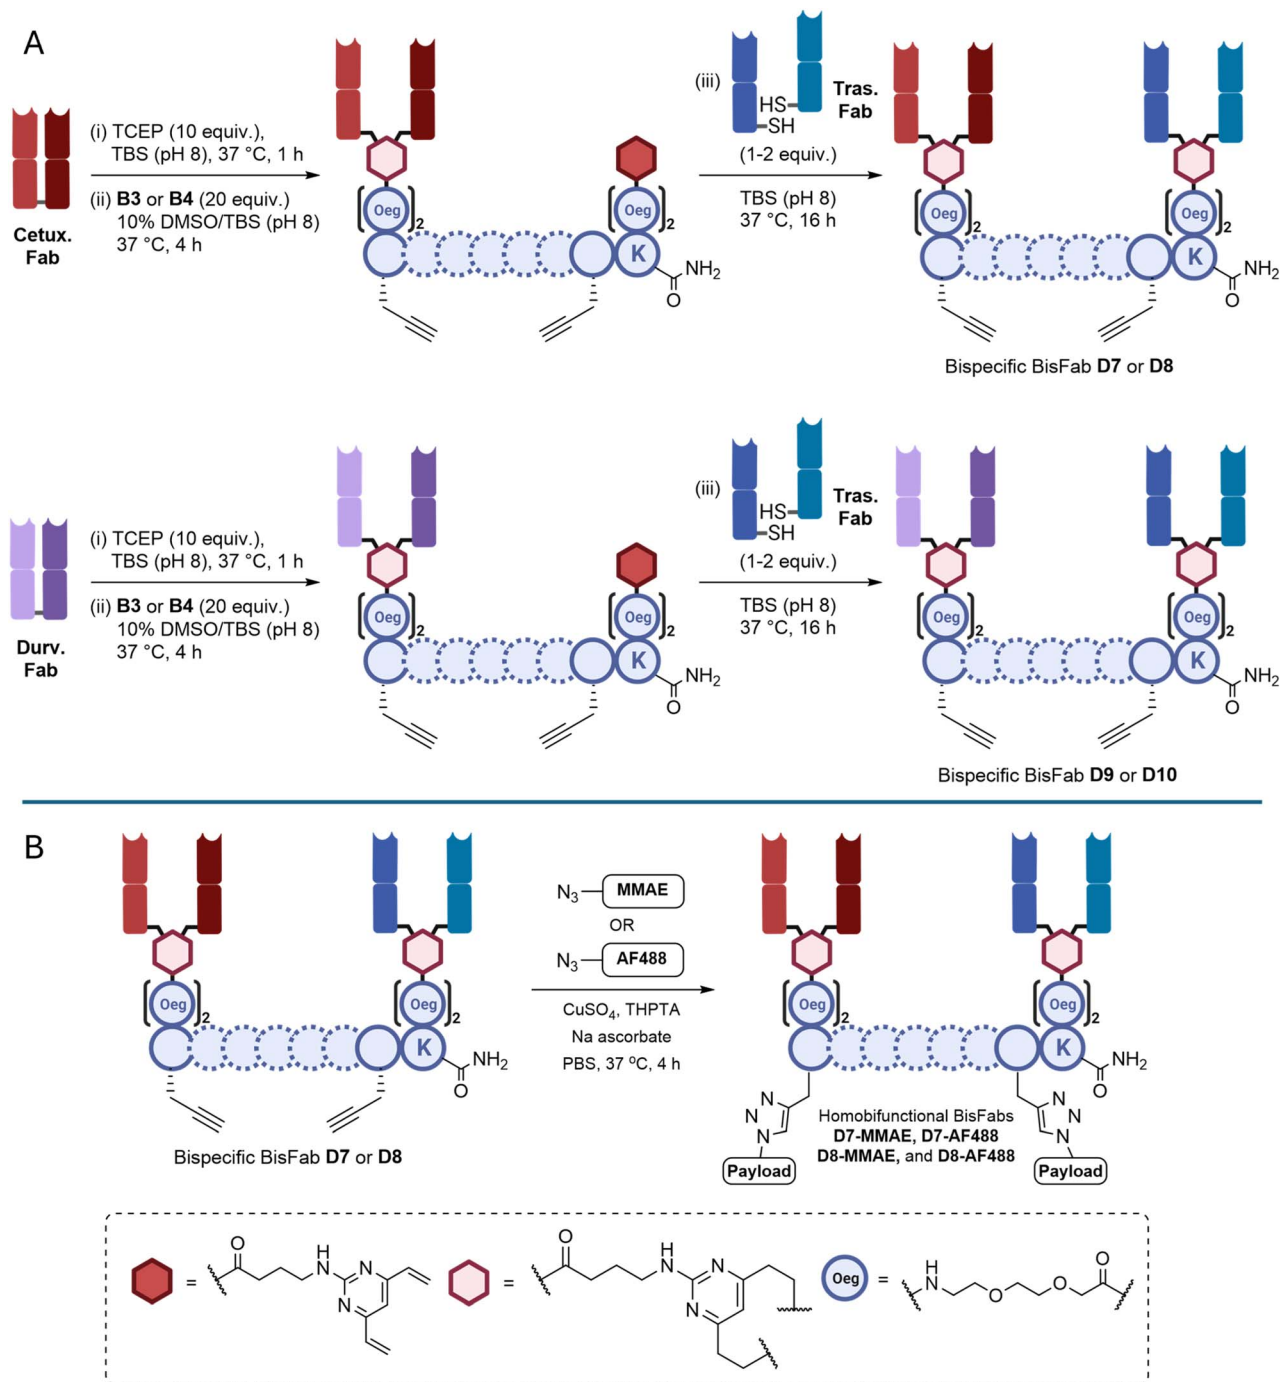 A
Cetux.
Fab
(i) TCEP (10 equiv.),
TBS (pH 8), 37 °C, 1 h
(ii) B3 or B4 (20 equiv.)
10% DMSO/TBS (pH 8)
37 °C, 4 h
Oeg
2
Oeg
2
K
NH2
O
(iii)
HS
SH
Tras.
Fab
(1-2 equiv.)
TBS (pH 8)
37 °C, 16 h
Oeg
2
Oeg
2
K
NH2
O
Bispecific BisFab D7 or D8
Durv.
Fab
(i) TCEP (10 equiv.),
TBS (pH 8), 37 °C, 1 h
(ii) B3 or B4 (20 equiv.)
10% DMSO/TBS (pH 8)
37 °C, 4 h
Oeg
2
Oeg
2
K
NH2
O
(iii)
HS
SH
Tras.
Fab
(1-2 equiv.)
TBS (pH 8)
37 °C, 16 h
Oeg
2
Oeg
2
K
NH2
O
Bispecific BisFab D9 or D10
B
Oeg
2
Oeg
2
K
NH2
O
Bispecific BisFab D7 or D8
N3 MMAE
OR
N3 AF488
CuSO4, THPTA
Na ascorbate
PBS, 37 ºC, 4 h
Oeg
2
Oeg
2
K
NH2
O
N
N
N
Payload
Homobifunctional BisFabs
D7-MMAE, D7-AF488
D8-MMAE, and D8-AF488
N
N
N
Payload
=
O
H
N
N
N
=
O
H
N
N
N
Oeg
=
H
N
O
O
O